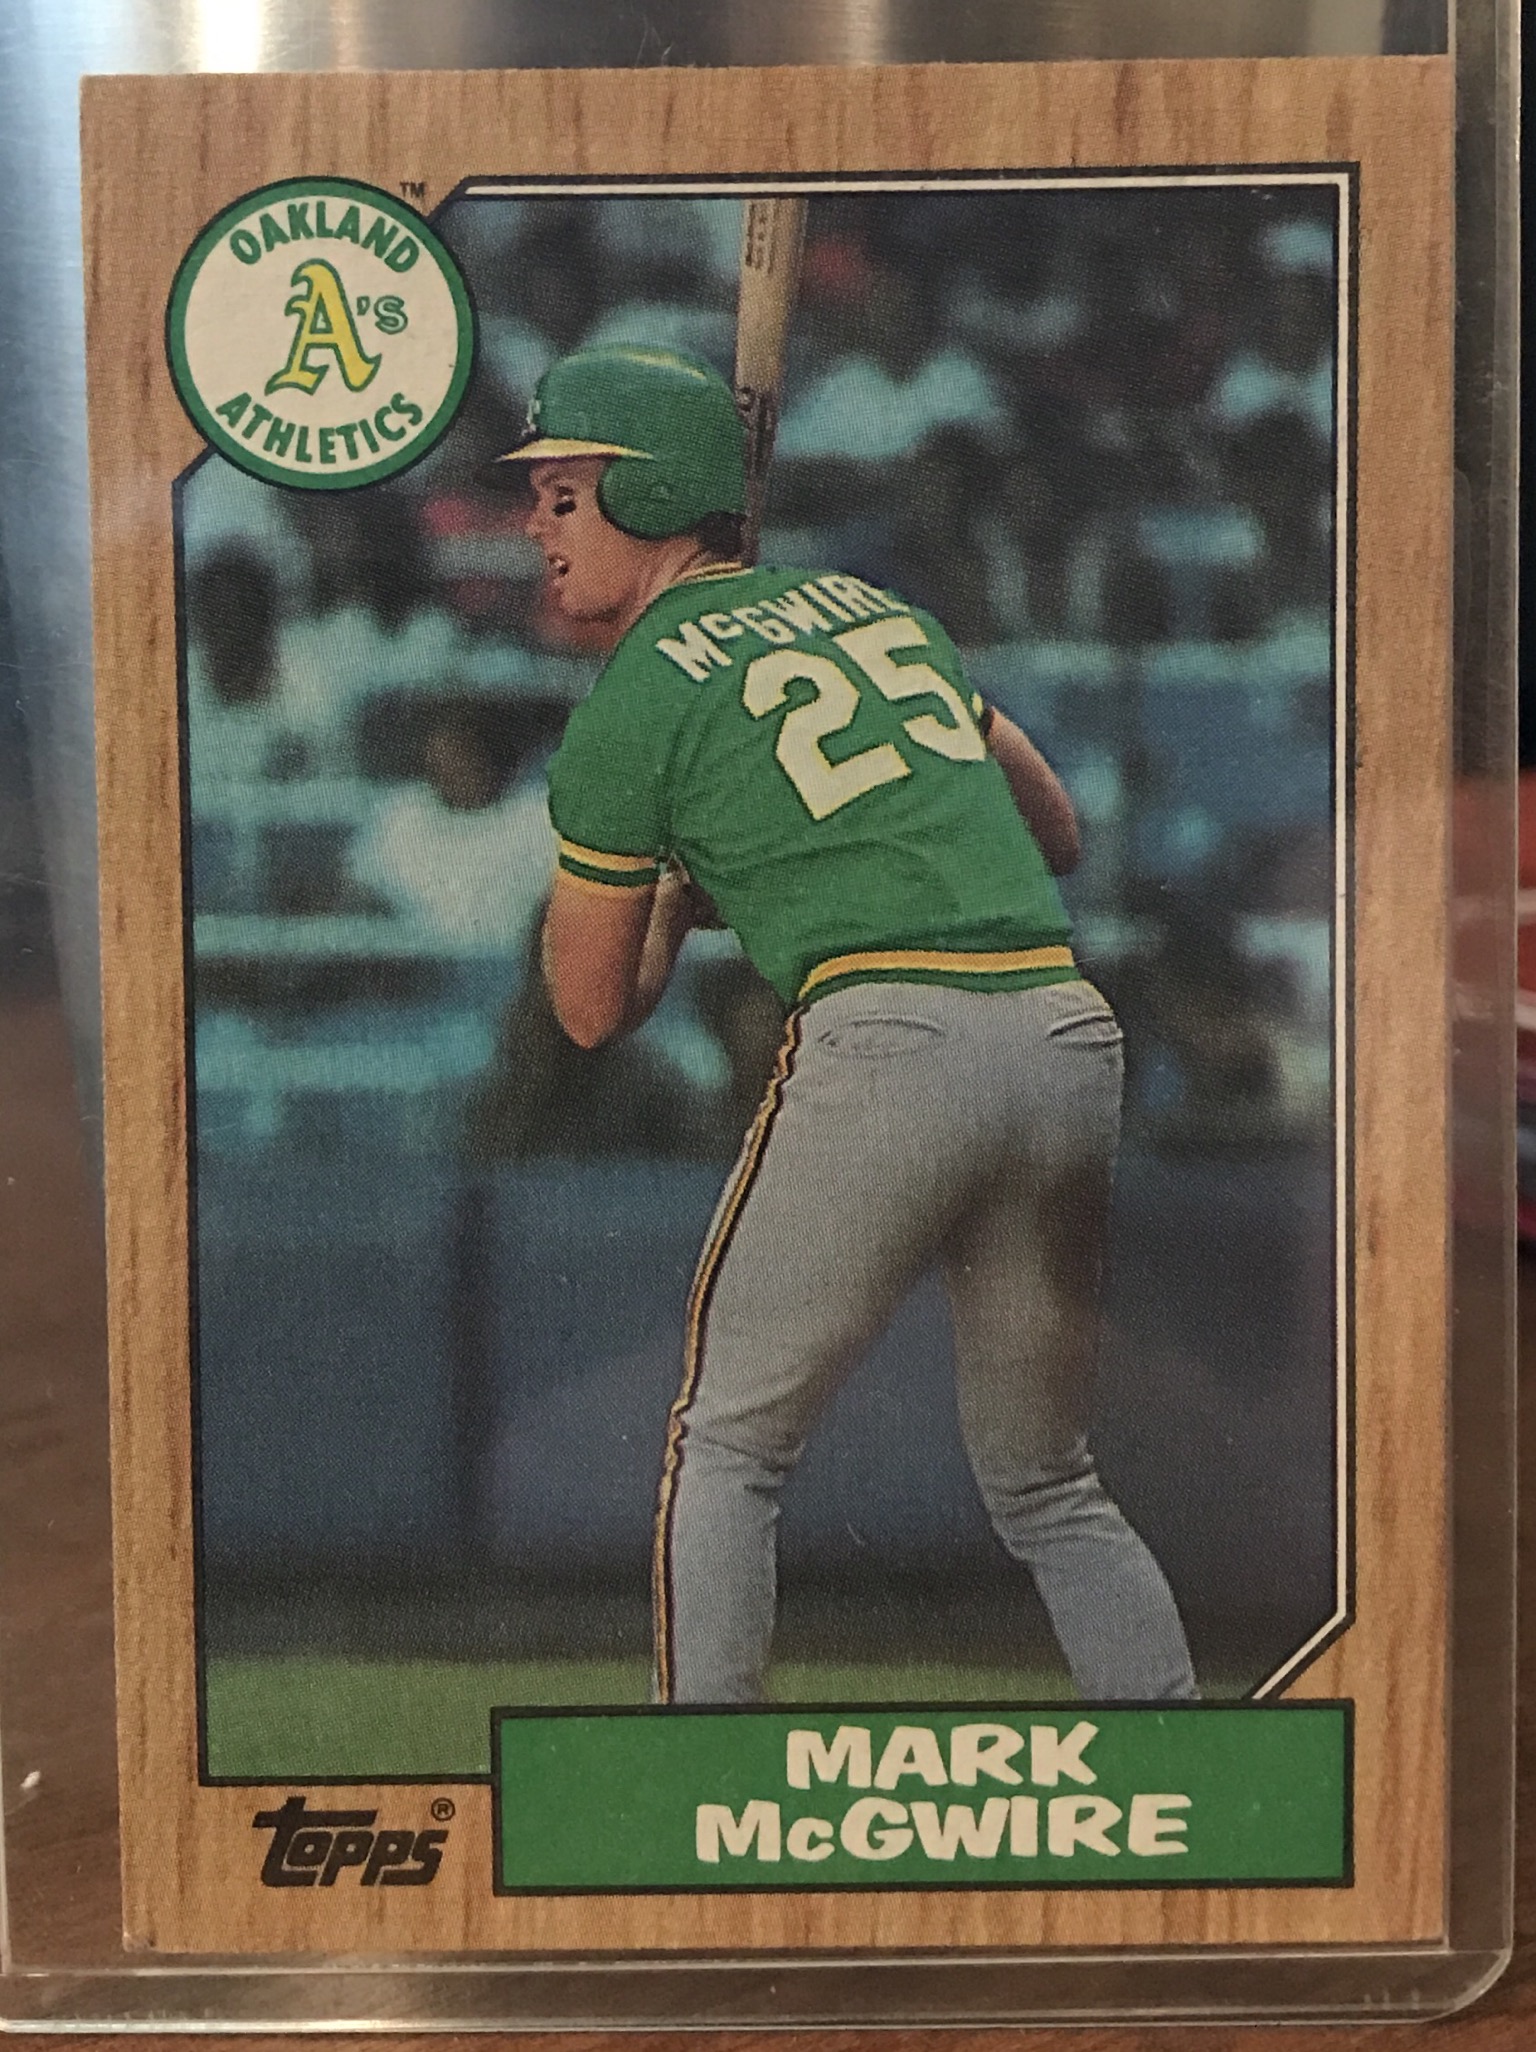 OAKLAND
A's
ATHLETICS
™
McGWIRE
25
MARK
McGWIRE
topps®